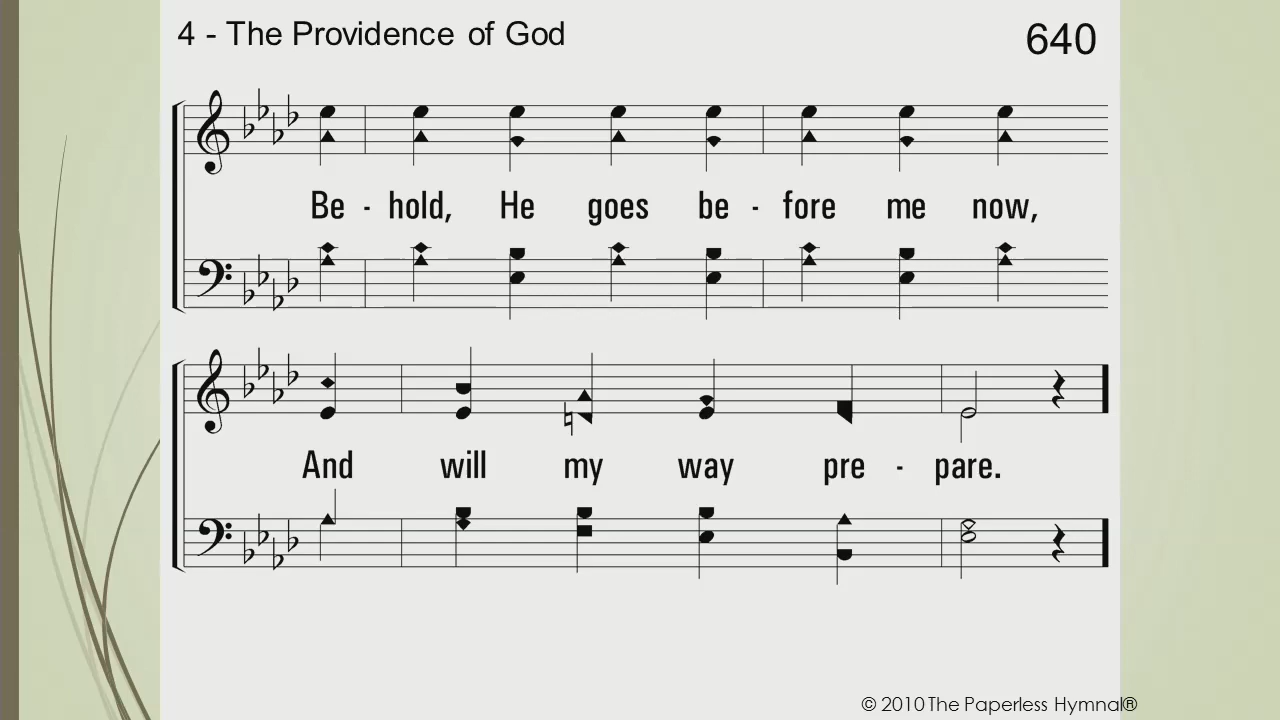 4 - The Providence of God
640
Be - hold, He goes be - fore me now,
And will my way pre - pare.
© 2010 The Paperless Hymnal®